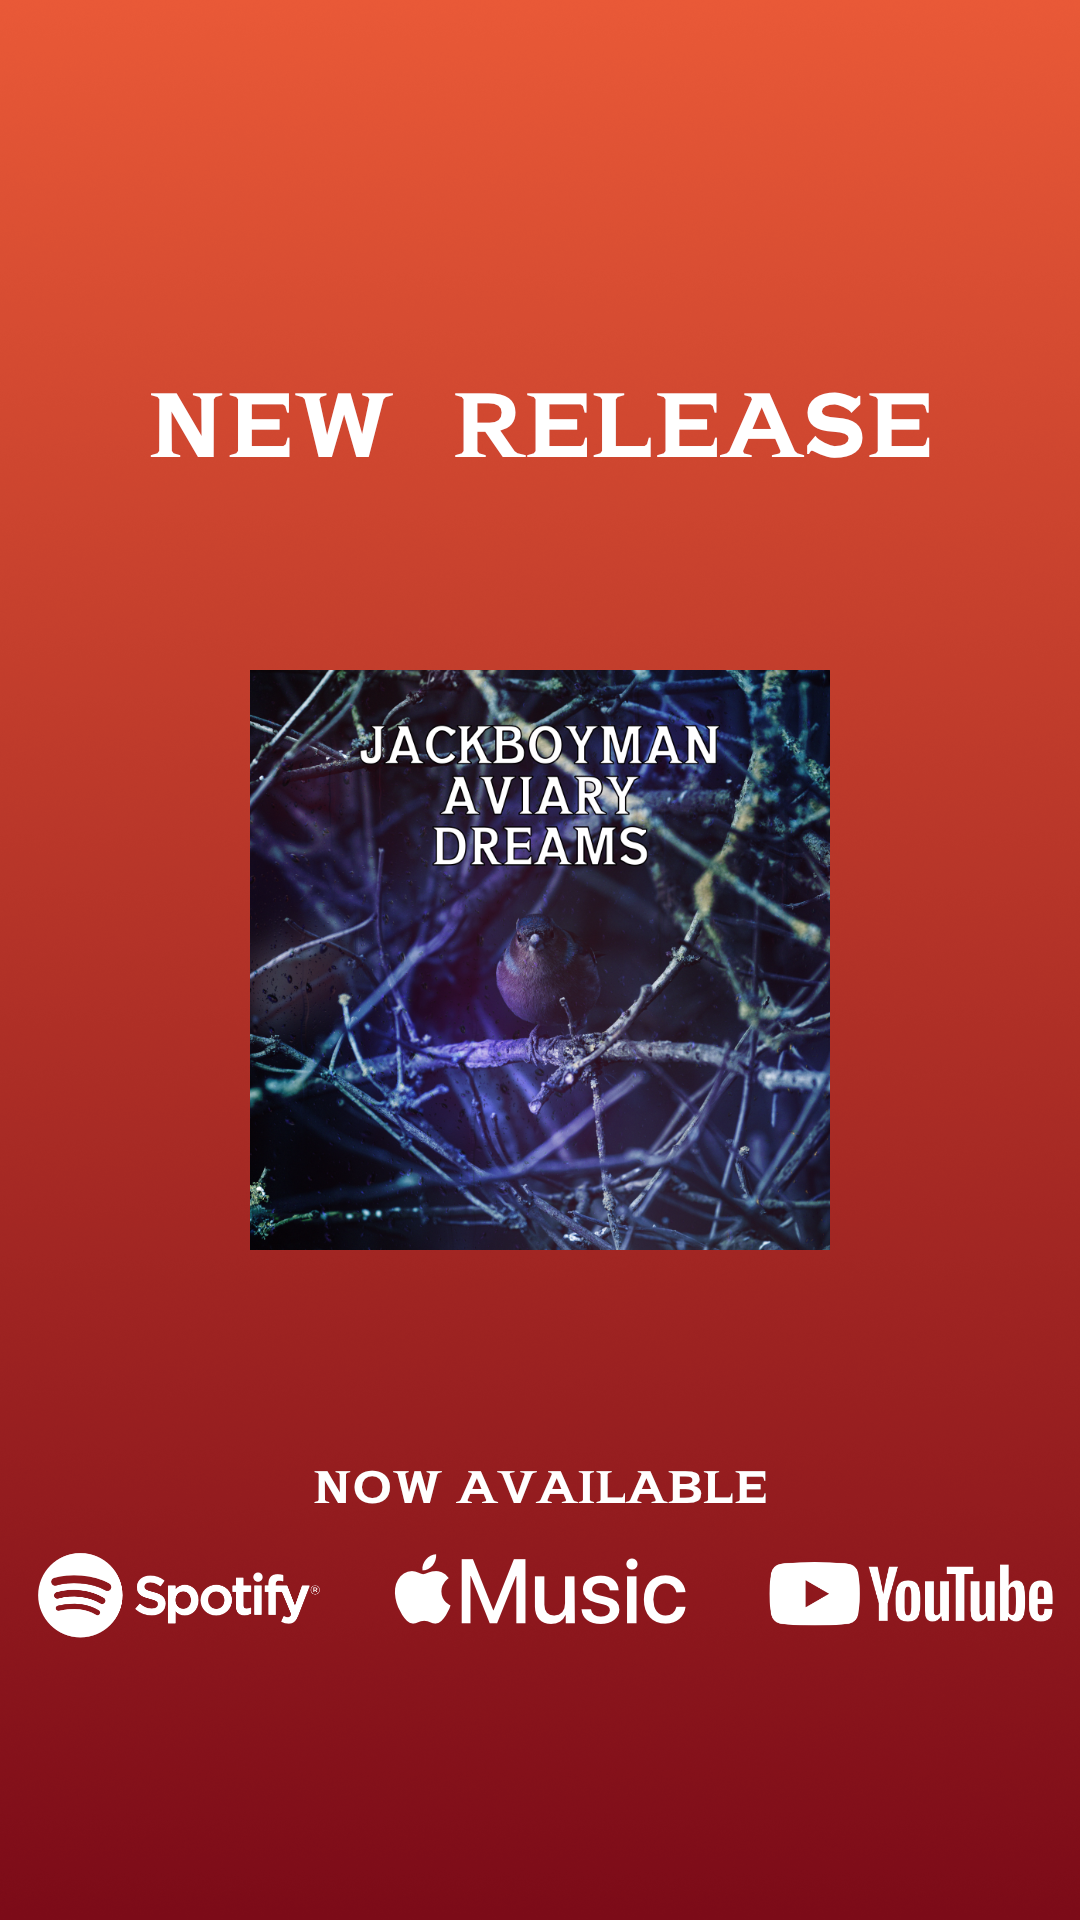 NEW RELEASE
JACKBOYMAN
AVIARY
DREAMS
NOW AVAILABLE
Spotify®
Music
YouTube